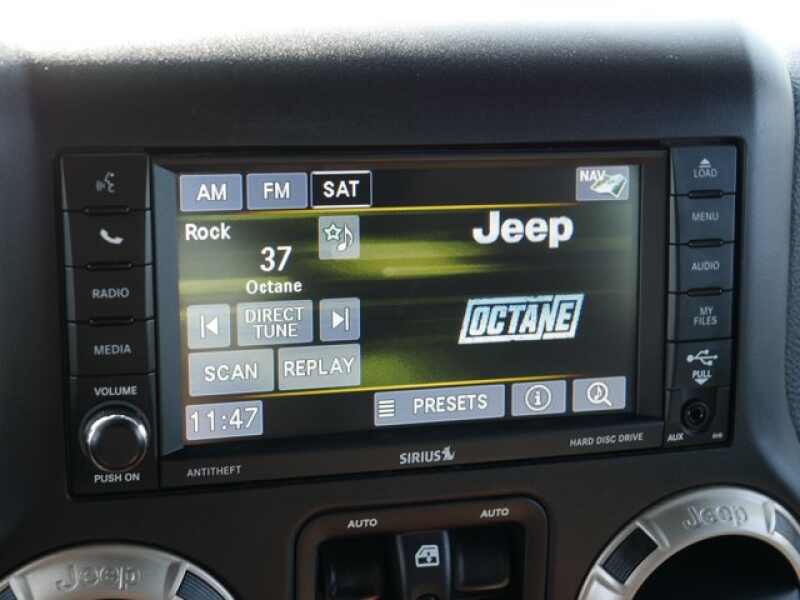 AM FM SAT NAV
Rock
37
Octane
DIRECT
TUNE
SCAN REPLAY
11:47
PRESETS
Jeep
OCTANE
RADIO
MEDIA
VOLUME
PUSH ON
LOAD
MENU
AUDIO
MY
FILES
PULL
AUX
ANTITHEFT
SIRIUS
HARD DISC DRIVE
AUTO
AUTO
Jeep
Jeep